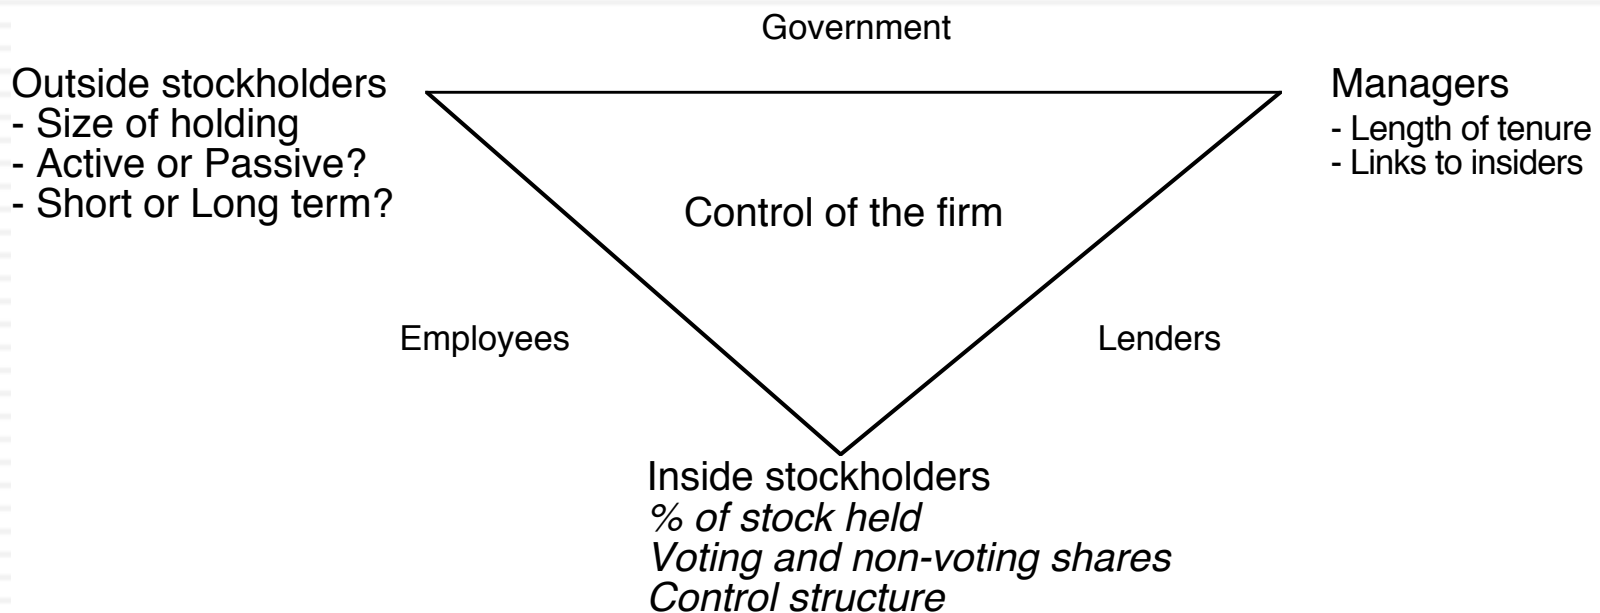 Government
Outside stockholders
- Size of holding
- Active or Passive?
- Short or Long term?
Managers
- Length of tenure
- Links to insiders
Control of the firm
Employees
Lenders
Inside stockholders
% of stock held
Voting and non-voting shares
Control structure